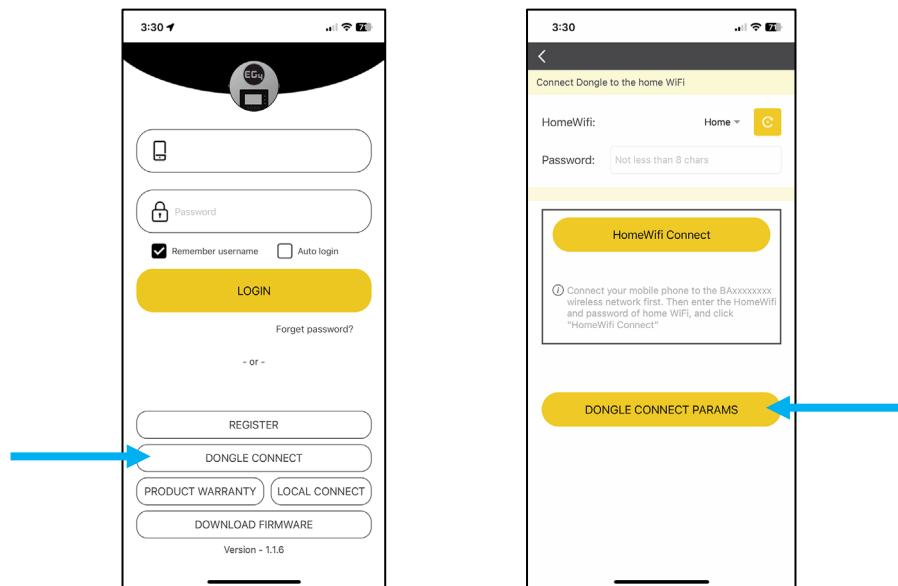 3:30
71
EG4
Password
Remember username
Auto login
LOGIN
Forget password?
- or -
REGISTER
DONGLE CONNECT
PRODUCT WARRANTY
LOCAL CONNECT
DOWNLOAD FIRMWARE
Version - 1.1.6
3:30
71
Connect Dongle to the home WiFi
HomeWifi:
Home
Password:
Not less than 8 chars
HomeWifi Connect
Connect your mobile phone to the BAxxxxxxxx
wireless network first. Then enter the HomeWifi
and password of home WiFi, and click
"HomeWifi Connect"
DONGLE CONNECT PARAMS